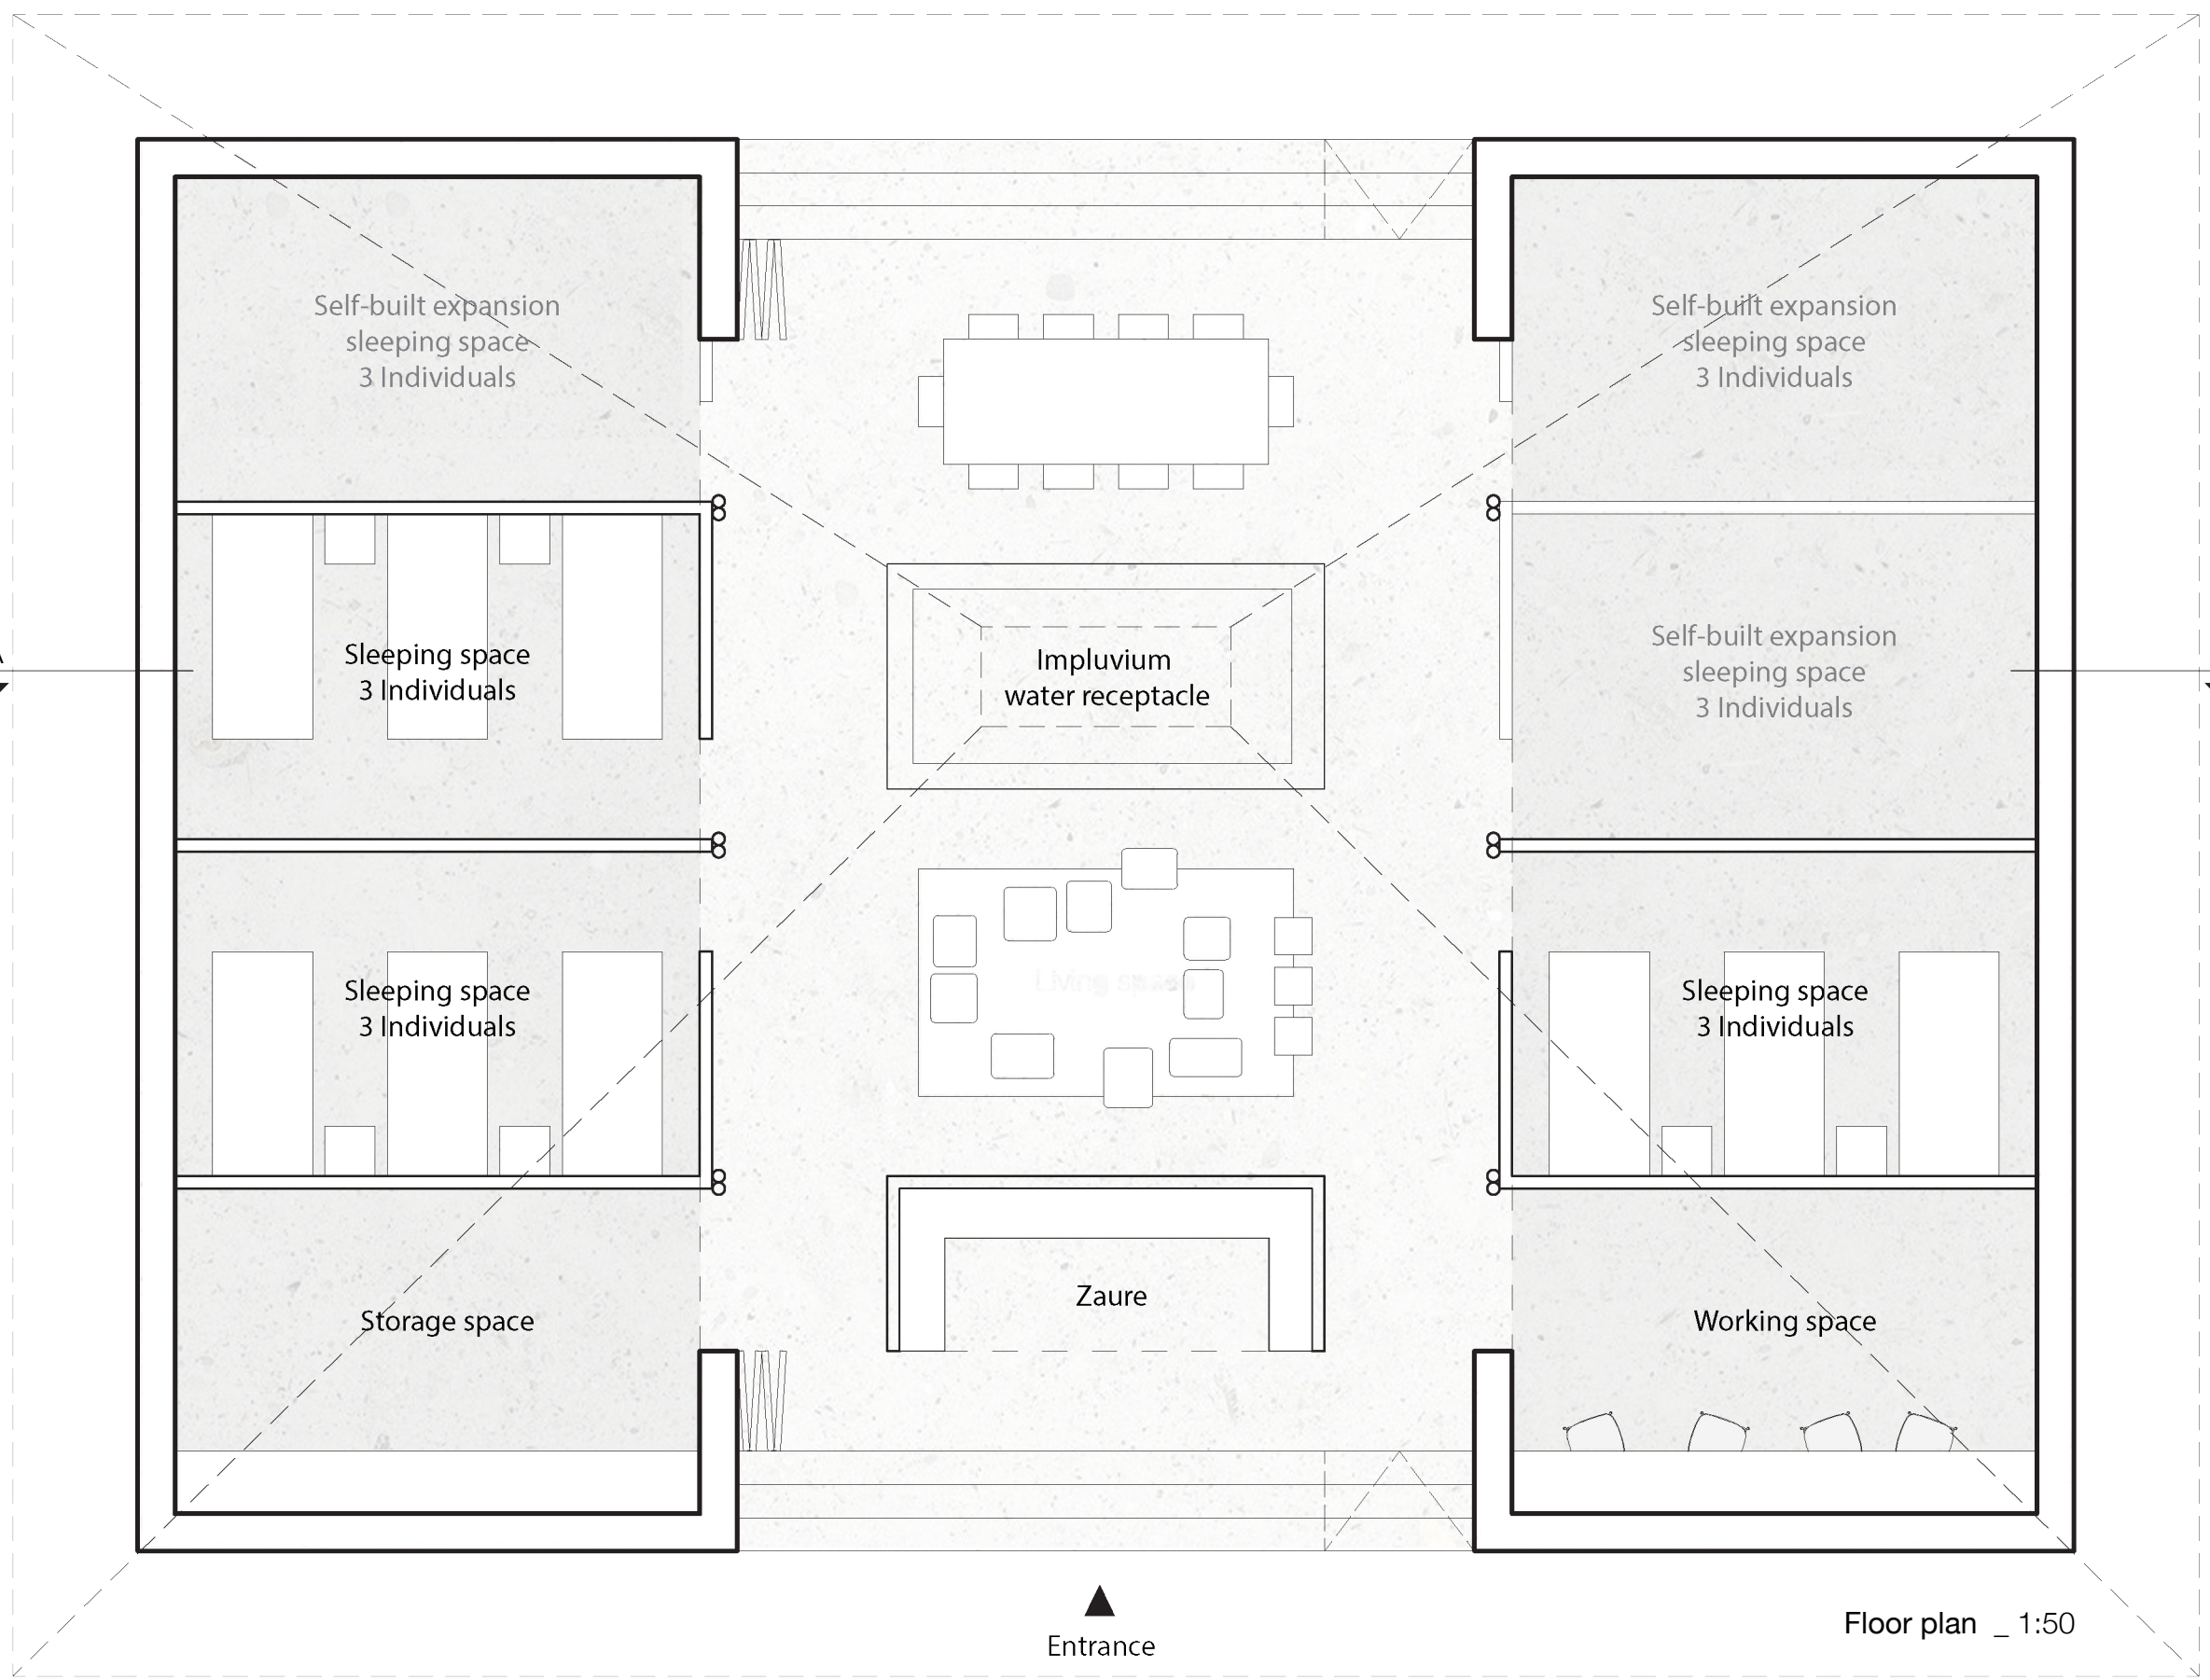 Self-built expansion
sleeping space
3 Individuals
Self-built expansion
sleeping space
3 Individuals
Sleeping space
3 Individuals
Impluvium
water receptacle
Self-built expansion
sleeping space
3 Individuals
Sleeping space
3 Individuals
Living space
Sleeping space
3 Individuals
Storage space
Zaure
Working space
Entrance
Floor plan _ 1:50